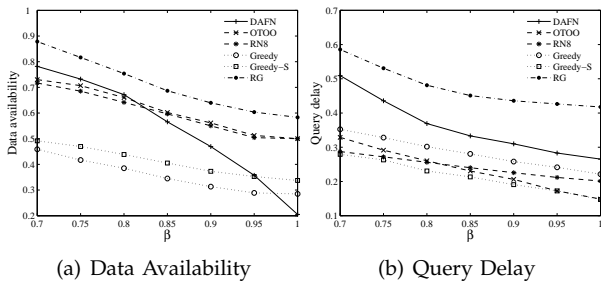 DAFN
OTOO
RN8
Greedy
Greedy−S
RG
Data availability
1
0.9
0.8
0.7
0.6
0.5
0.4
0.3
0.2
0.7 0.75 0.8 0.85 0.9 0.95 1
β
(a) Data Availability
DAFN
OTOO
RN8
Greedy
Greedy−S
RG
Query delay
0.7
0.6
0.5
0.4
0.3
0.2
0.1
0.7 0.75 0.8 0.85 0.9 0.95 1
β
(b) Query Delay